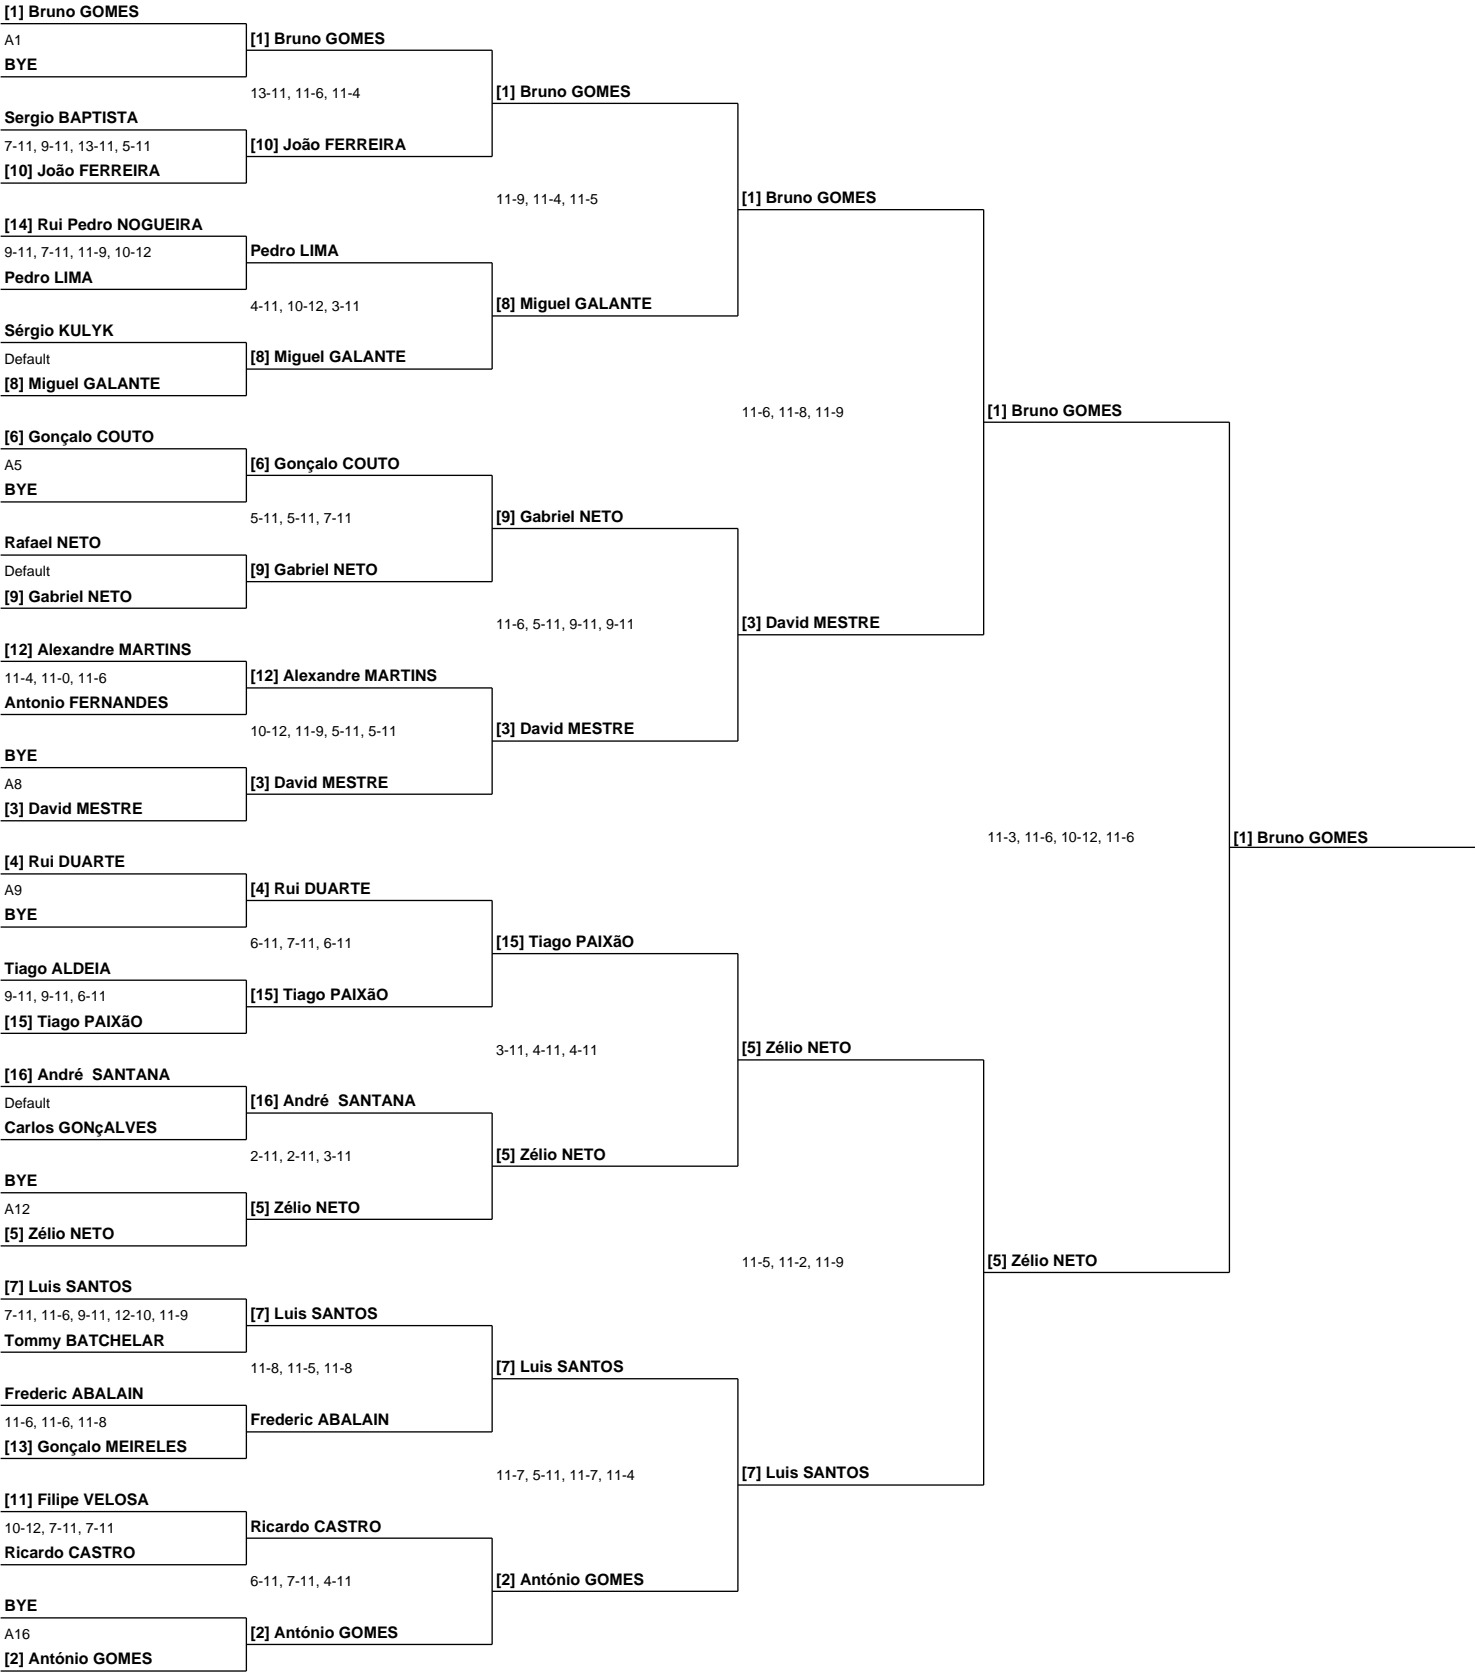 [1] Bruno GOMES
A1
BYE
Sergio BAPTISTA
7-11, 9-11, 13-11, 5-11
[10] João FERREIRA
[14] Rui Pedro NOGUEIRA
9-11, 7-11, 11-9, 10-12
Pedro LIMA
Sérgio KULYK
Default
[8] Miguel GALANTE
[6] Gonçalo COUTO
A5
BYE
Rafael NETO
Default
[9] Gabriel NETO
[12] Alexandre MARTINS
11-4, 11-0, 11-6
Antonio FERNANDES
BYE
A8
[3] David MESTRE
[4] Rui DUARTE
A9
BYE
Tiago ALDEIA
9-11, 9-11, 6-11
[15] Tiago PAIXãO
[16] André  SANTANA
Default
Carlos GONçALVES
BYE
A12
[5] Zélio NETO
[7] Luis SANTOS
7-11, 11-6, 9-11, 12-10, 11-9
Tommy BATCHELAR
Frederic ABALAIN
11-6, 11-6, 11-8
[13] Gonçalo MEIRELES
[11] Filipe VELOSA
10-12, 7-11, 7-11
Ricardo CASTRO
BYE
A16
[2] António GOMES
[1] Bruno GOMES
13-11, 11-6, 11-4
[10] João FERREIRA
Pedro LIMA
4-11, 10-12, 3-11
[8] Miguel GALANTE
[6] Gonçalo COUTO
5-11, 5-11, 7-11
[9] Gabriel NETO
[12] Alexandre MARTINS
10-12, 11-9, 5-11, 5-11
[3] David MESTRE
[4] Rui DUARTE
6-11, 7-11, 6-11
[15] Tiago PAIXãO
[16] André  SANTANA
2-11, 2-11, 3-11
[5] Zélio NETO
[7] Luis SANTOS
11-8, 11-5, 11-8
Frederic ABALAIN
Ricardo CASTRO
6-11, 7-11, 4-11
[2] António GOMES
[1] Bruno GOMES
11-9, 11-4, 11-5
[8] Miguel GALANTE
[9] Gabriel NETO
11-6, 5-11, 9-11, 9-11
[3] David MESTRE
[15] Tiago PAIXãO
3-11, 4-11, 4-11
[5] Zélio NETO
[7] Luis SANTOS
11-7, 5-11, 11-7, 11-4
[2] António GOMES
[1] Bruno GOMES
11-6, 11-8, 11-9
[3] David MESTRE
[5] Zélio NETO
11-5, 11-2, 11-9
[7] Luis SANTOS
[1] Bruno GOMES
11-3, 11-6, 10-12, 11-6
[5] Zélio NETO
[1] Bruno GOMES